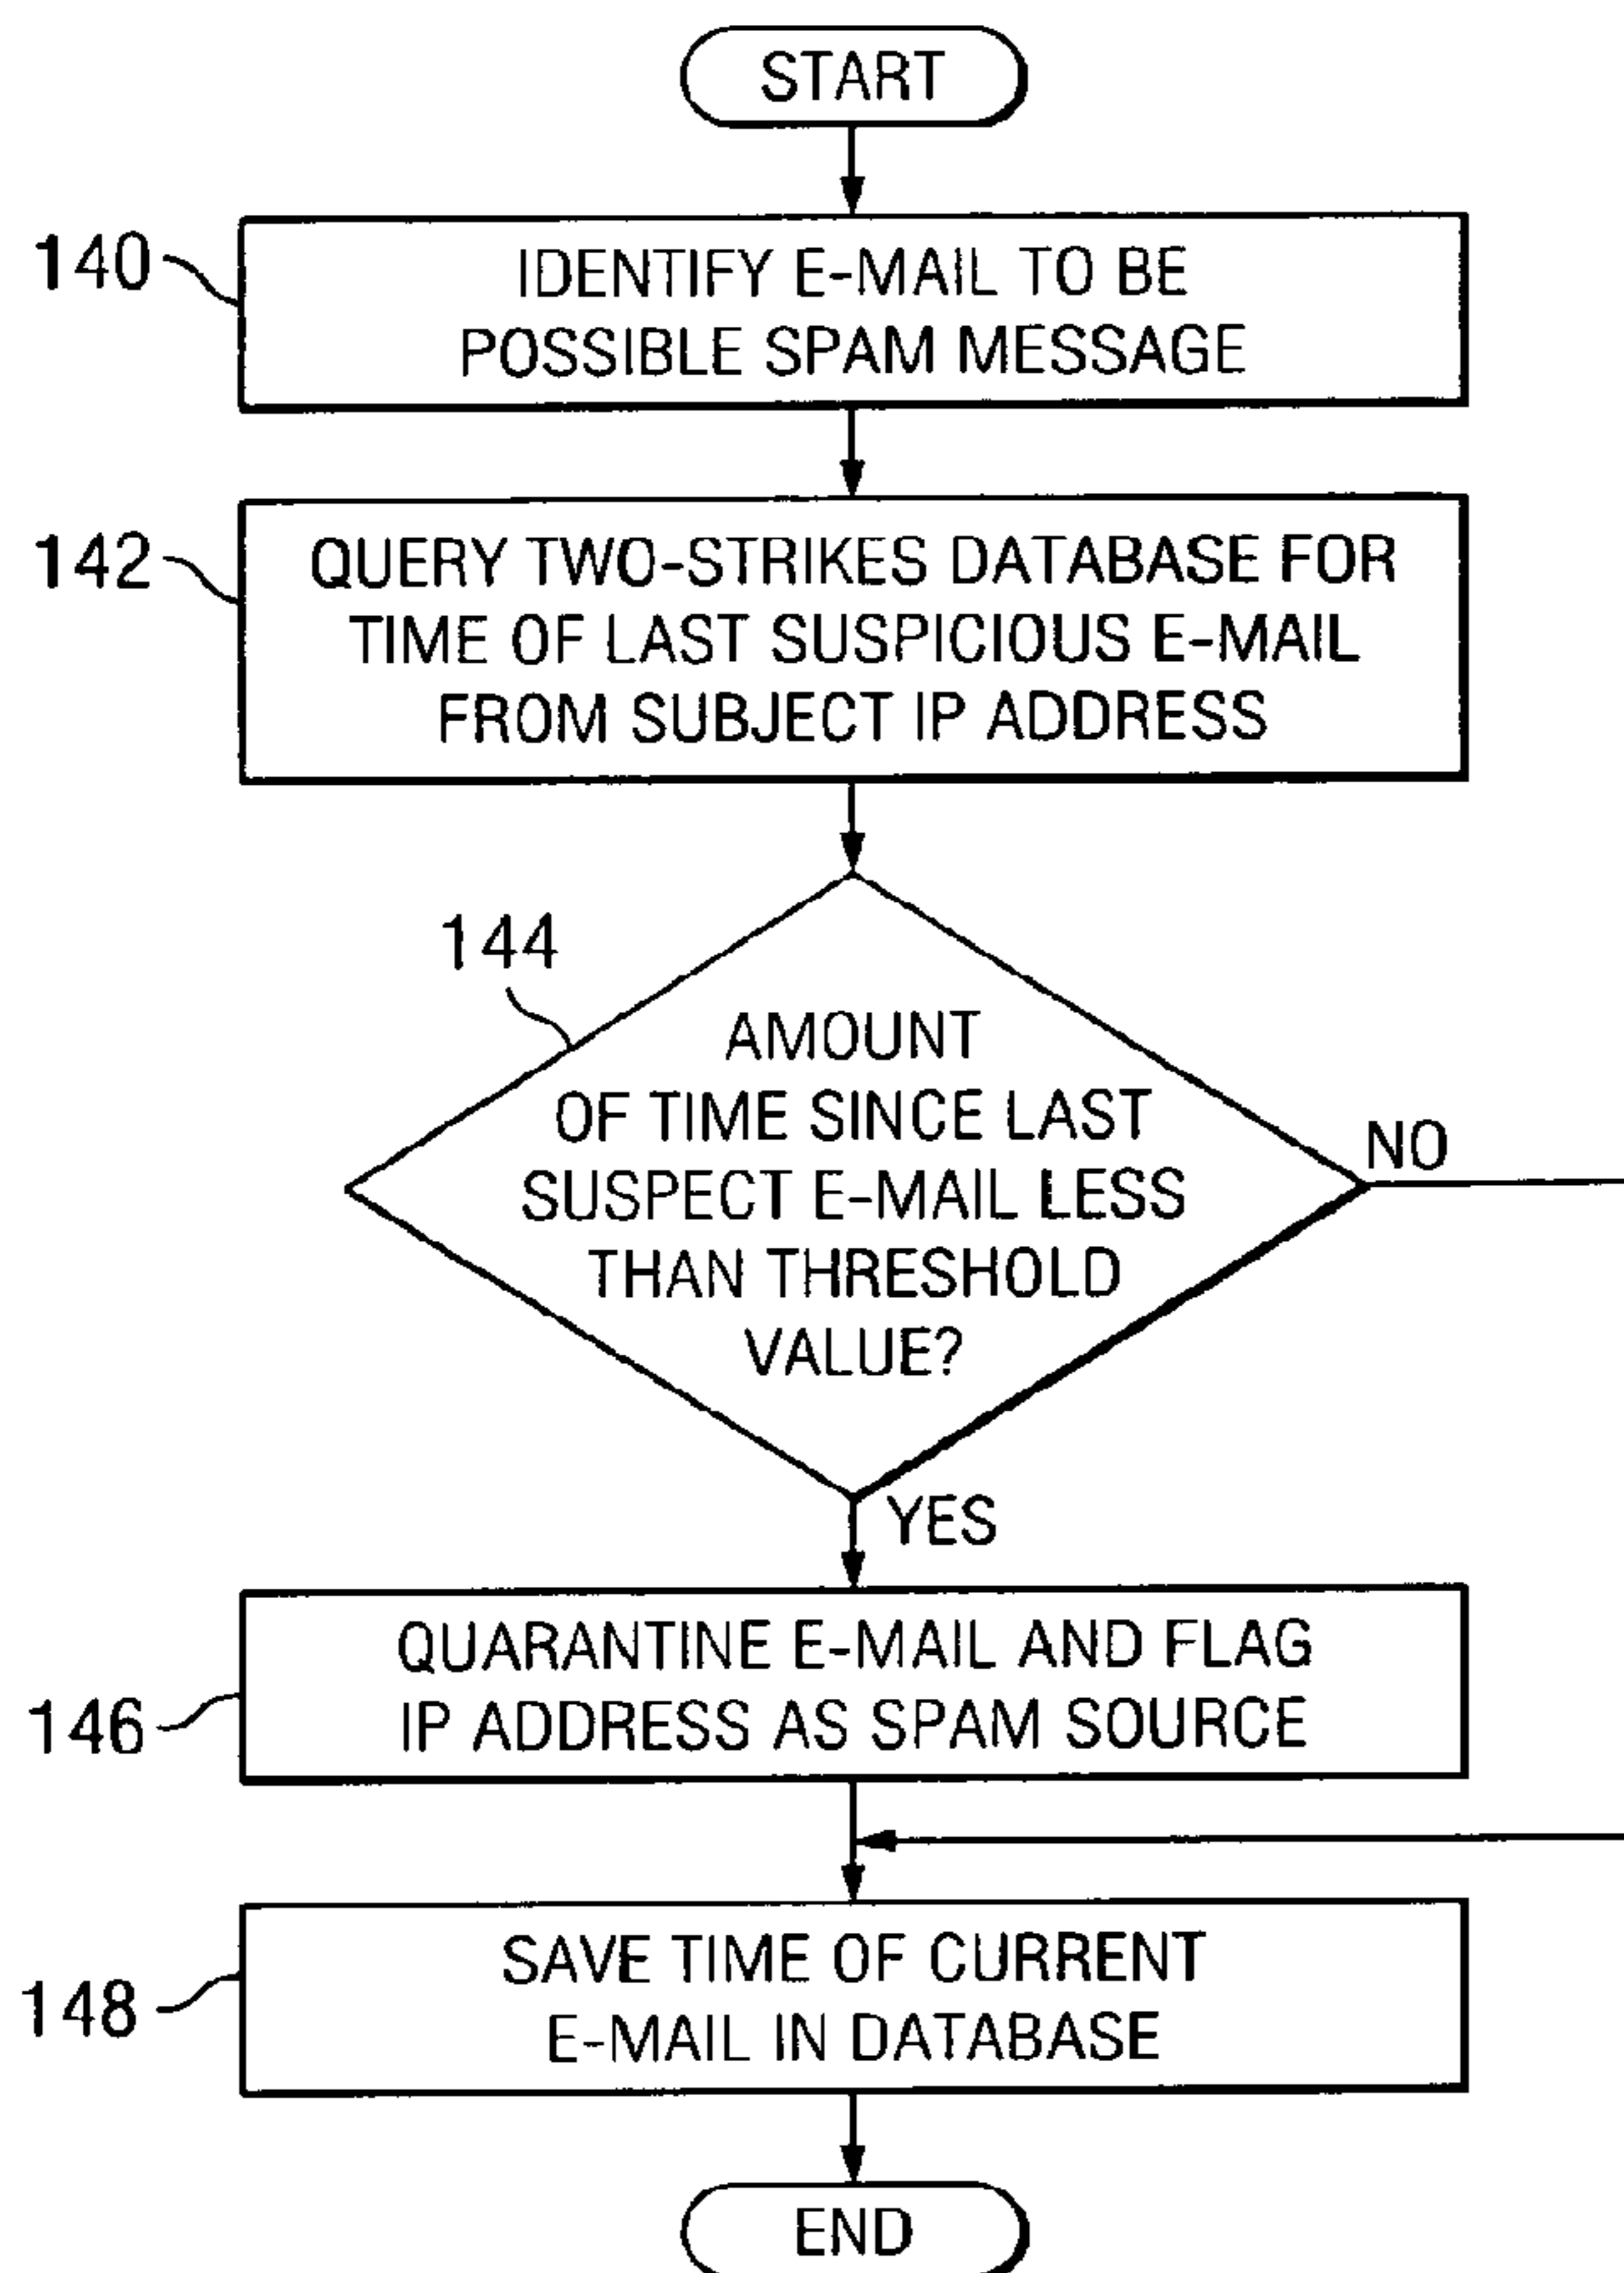 START
140
IDENTIFY E-MAIL TO BE
POSSIBLE SPAM MESSAGE
142
QUERY TWO-STRIKES DATABASE FOR
TIME OF LAST SUSPICIOUS E-MAIL
FROM SUBJECT IP ADDRESS
144
AMOUNT
OF TIME SINCE LAST
SUSPECT E-MAIL LESS
THAN THRESHOLD
VALUE?
NO
YES
146
QUARANTINE E-MAIL AND FLAG
IP ADDRESS AS SPAM SOURCE
148
SAVE TIME OF CURRENT
E-MAIL IN DATABASE
END